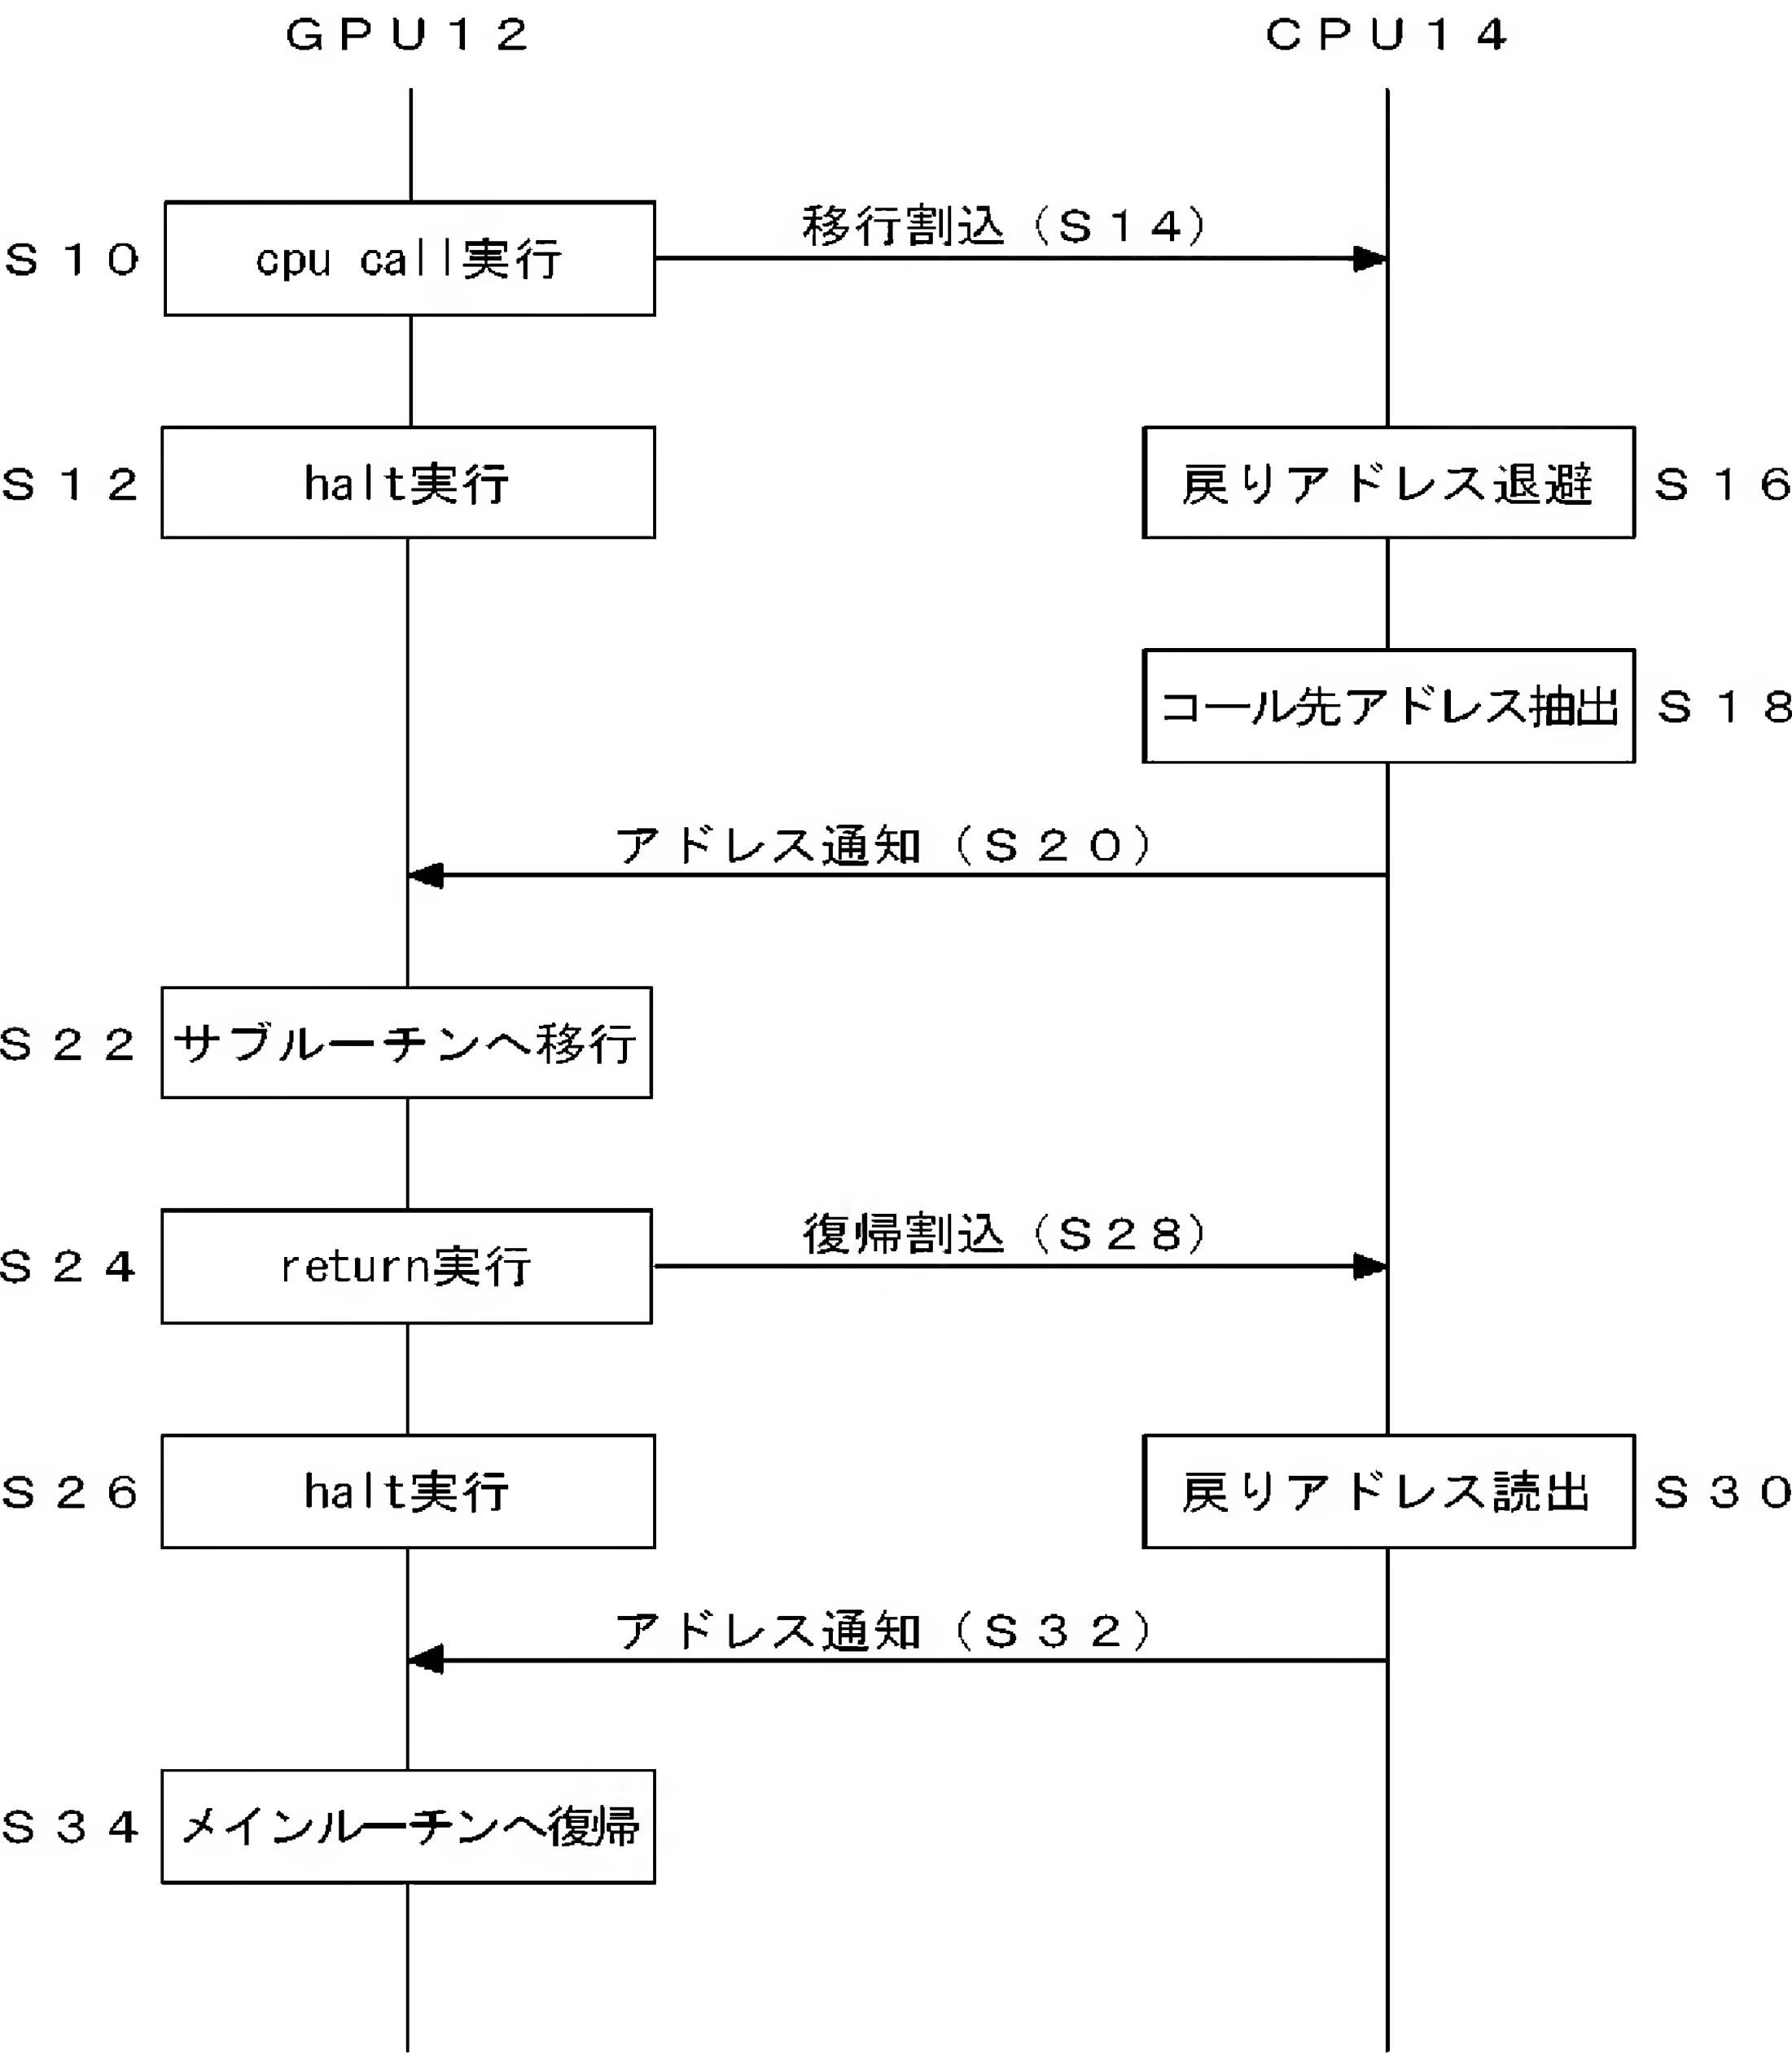 GPU12
CPU14
移行割込(S14)
S10
cpu call実行
S12
halt実行
戻りアドレス退避
S16
コール先アドレス抽出
S18
アドレス通知(S20)
S22
サブルーチンへ移行
復帰割込(S28)
S24
return実行
S26
halt実行
戻りアドレス読出
S30
アドレス通知(S32)
S34
メインルーチンへ復帰